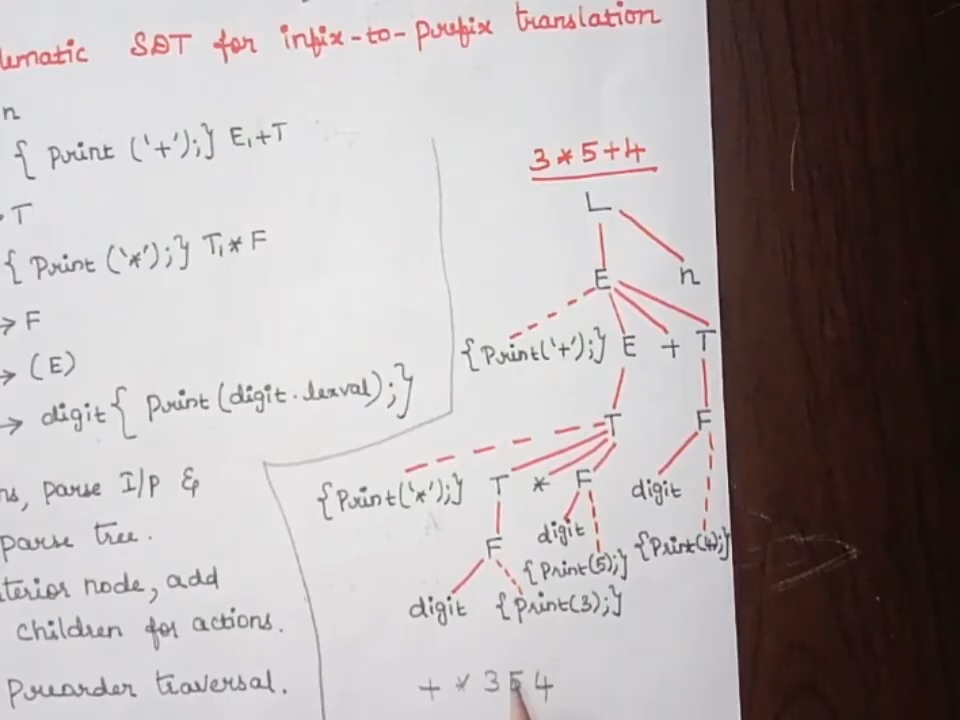 lematic SDT for infix-to-prefix translation
n
{ print ('+');} E₁+T
T
{ Print ('*');} T₁ * F
→ F
→ (E)
→ digit { print (digit.lexval);}
ns, parse I/p &
parse tree.
terior node, add
children for actions.
Preorder traversal.
3*5+4
L
E n
{Print('+');} E + T
T F
{Print('*');} T * F digit
F digit {Print(4);}
{Print(5);}
digit {print(3);}
+ * 3 5 4